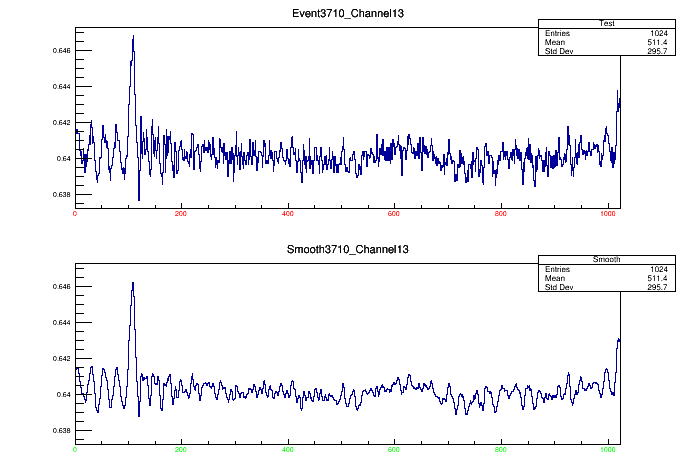 Event3710_Channel13
Test
Entries 1024
Mean 511.4
Std Dev 295.7
0.646
0.644
0.642
0.64
0.638
0 200 400 600 800 1000
Smooth3710_Channel13
Smooth
Entries 1024
Mean 511.4
Std Dev 295.7
0.646
0.644
0.642
0.64
0.638
0 200 400 600 800 1000